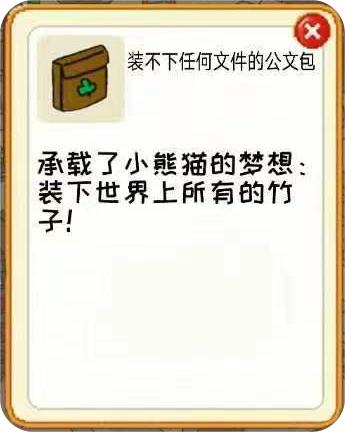 装不下任何文件的公文包
承载了小熊猫的梦想：
装下世界上所有的竹
子！